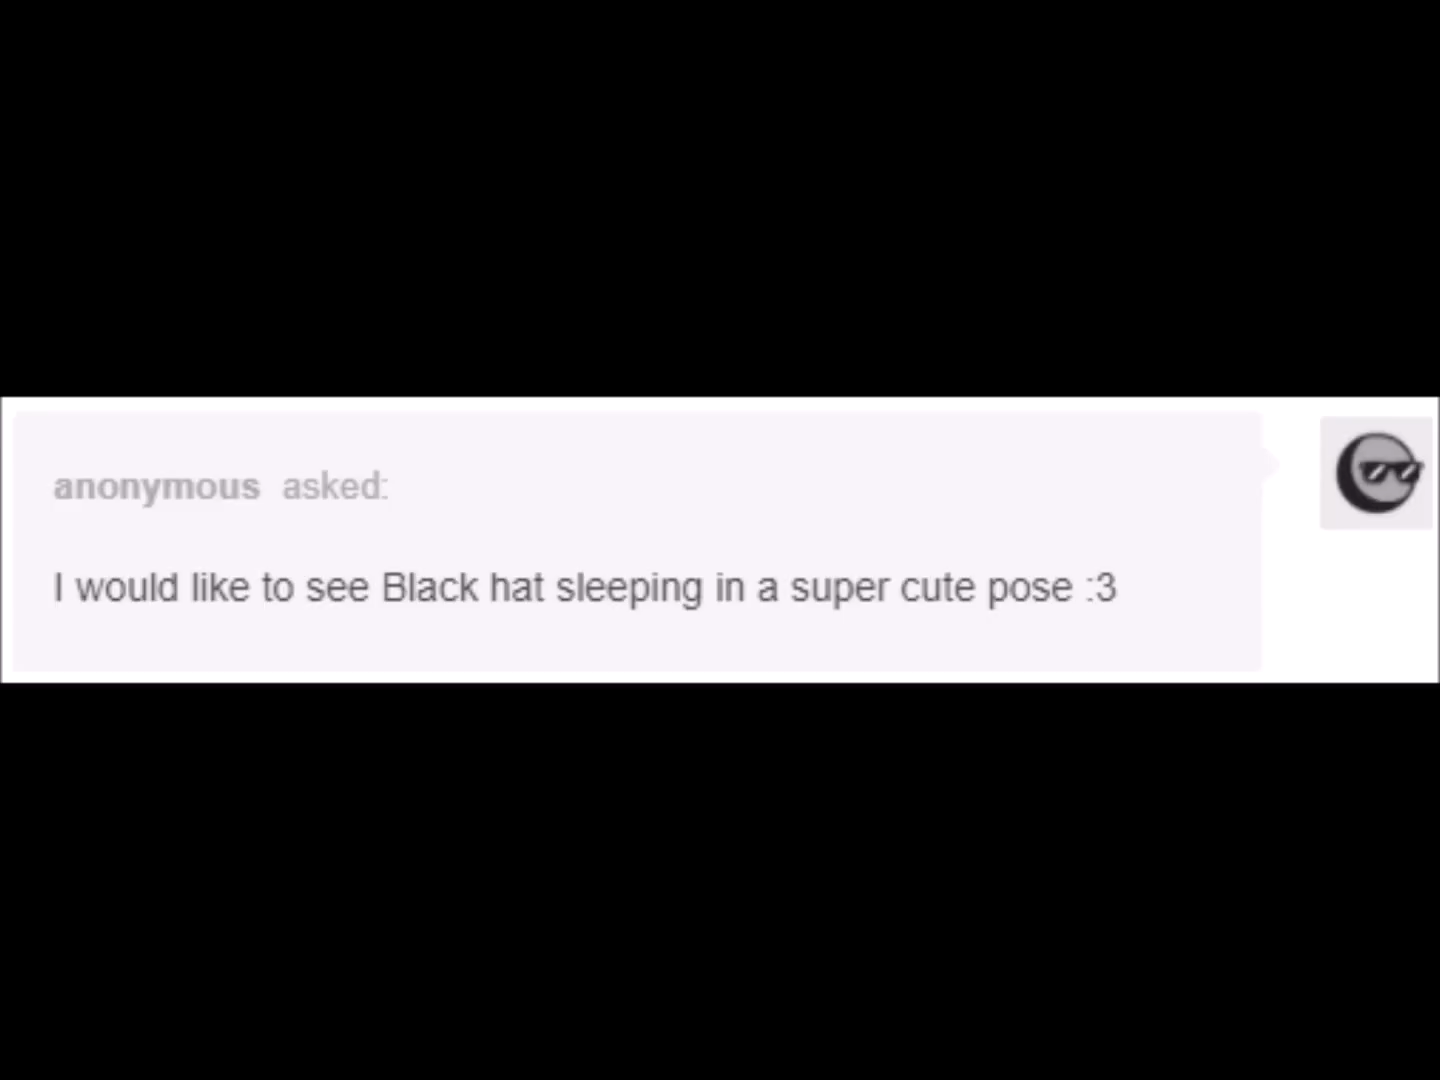 anonymous asked:
I would like to see Black hat sleeping in a super cute pose :3